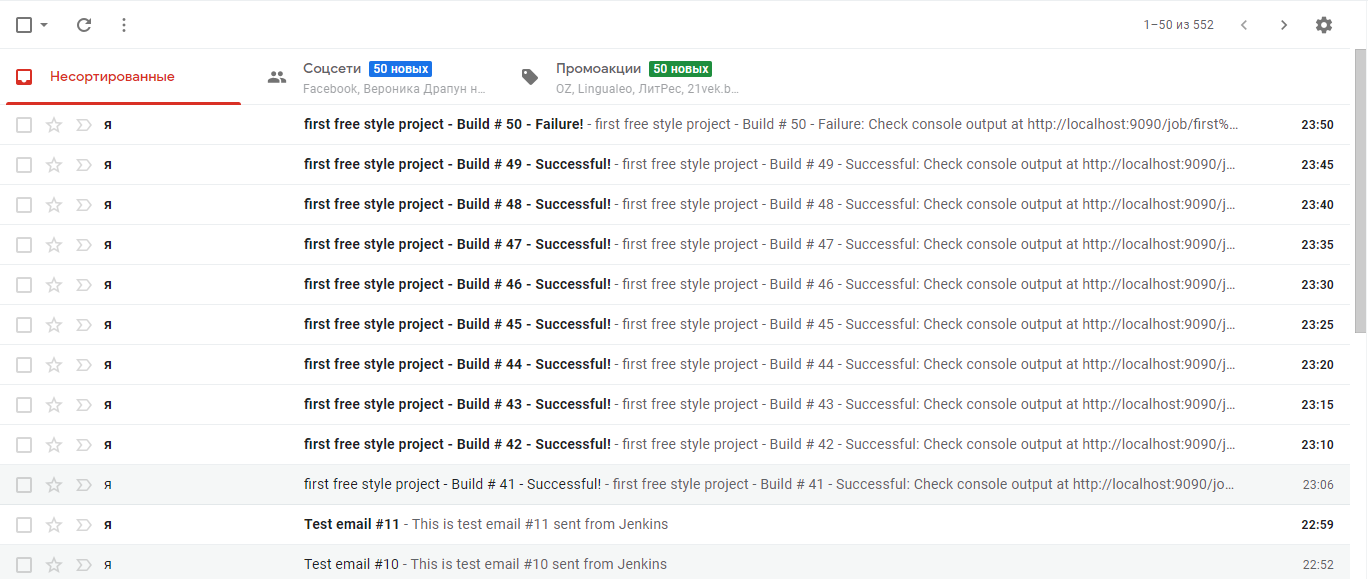 1–50 из 552
Несортированные
Соцсети 50 новых
Facebook, Вероника Драпун н…
Промоакции 50 новых
OZ, Lingualeo, ЛитРес, 21vek.b…
я first free style project - Build # 50 - Failure! - first free style project - Build # 50 - Failure: Check console output at http://localhost:9090/job/first%… 23:50
я first free style project - Build # 49 - Successful! - first free style project - Build # 49 - Successful: Check console output at http://localhost:9090/j… 23:45
я first free style project - Build # 48 - Successful! - first free style project - Build # 48 - Successful: Check console output at http://localhost:9090/j… 23:40
я first free style project - Build # 47 - Successful! - first free style project - Build # 47 - Successful: Check console output at http://localhost:9090/j… 23:35
я first free style project - Build # 46 - Successful! - first free style project - Build # 46 - Successful: Check console output at http://localhost:9090/j… 23:30
я first free style project - Build # 45 - Successful! - first free style project - Build # 45 - Successful: Check console output at http://localhost:9090/j… 23:25
я first free style project - Build # 44 - Successful! - first free style project - Build # 44 - Successful: Check console output at http://localhost:9090/j… 23:20
я first free style project - Build # 43 - Successful! - first free style project - Build # 43 - Successful: Check console output at http://localhost:9090/j… 23:15
я first free style project - Build # 42 - Successful! - first free style project - Build # 42 - Successful: Check console output at http://localhost:9090/j… 23:10
я first free style project - Build # 41 - Successful! - first free style project - Build # 41 - Successful: Check console output at http://localhost:9090/jo… 23:06
я Test email #11 - This is test email #11 sent from Jenkins 22:59
я Test email #10 - This is test email #10 sent from Jenkins 22:52